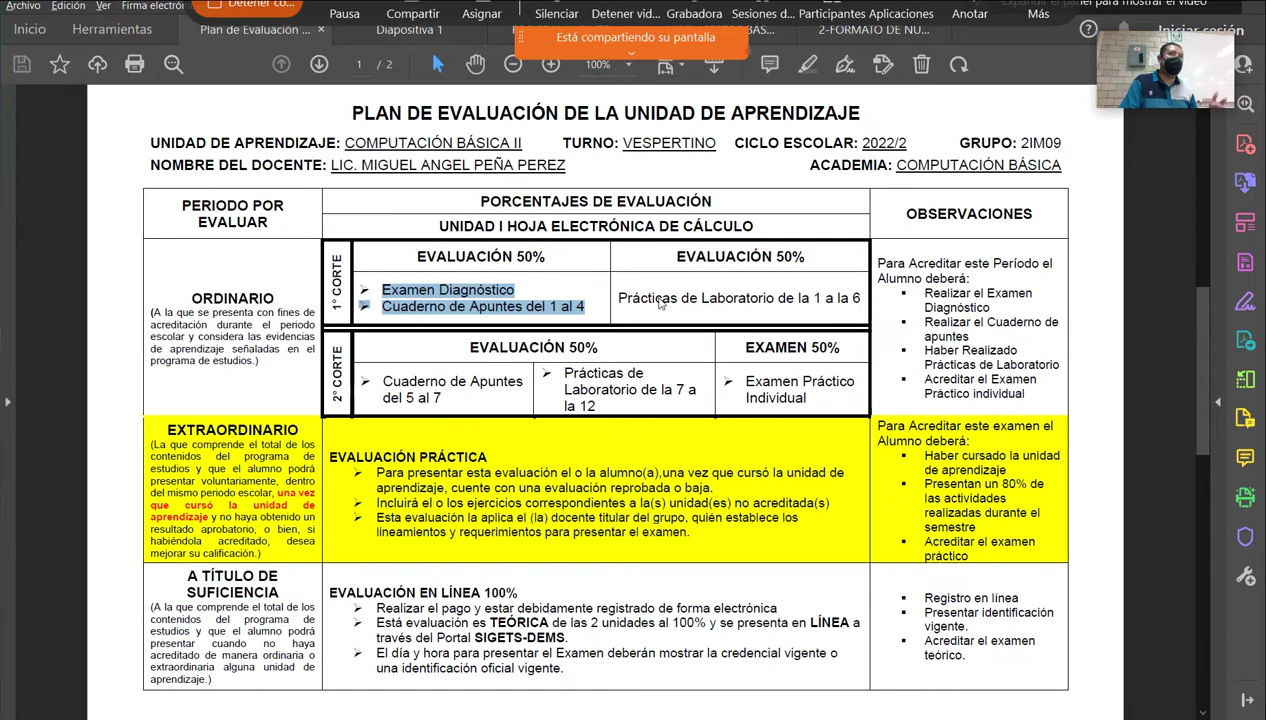 Archivo Edición Ver Firma electrón
Detener co...
Pausa Compartir Asignar Silenciar Detener vid... Grabadora Sesiones d... Participantes Aplicaciones Anotar Más
Expandir el panel para mostrar el video
Inicio Herramientas Plan de Evaluación ... × Diapositiva 1 BAS... 2-FORMATO DE NU... Iniciar sesión
Está compartiendo su pantalla
1 / 2 100%
PLAN DE EVALUACIÓN DE LA UNIDAD DE APRENDIZAJE
UNIDAD DE APRENDIZAJE: COMPUTACIÓN BÁSICA II TURNO: VESPERTINO CICLO ESCOLAR: 2022/2 GRUPO: 2IM09
NOMBRE DEL DOCENTE: LIC. MIGUEL ANGEL PEÑA PEREZ ACADEMIA: COMPUTACIÓN BÁSICA
PERIODO POR
EVALUAR
PORCENTAJES DE EVALUACIÓN
UNIDAD I HOJA ELECTRÓNICA DE CÁLCULO
OBSERVACIONES
ORDINARIO
(A la que se presenta con fines de
acreditación durante el periodo
escolar y considera las evidencias
de aprendizaje señaladas en el
programa de estudios.)
1° CORTE
EVALUACIÓN 50%
➢ Examen Diagnóstico
➢ Cuaderno de Apuntes del 1 al 4
EVALUACIÓN 50%
Prácticas de Laboratorio de la 1 a la 6
2° CORTE
EVALUACIÓN 50%
➢ Cuaderno de Apuntes
del 5 al 7
➢ Prácticas de
Laboratorio de la 7 a
la 12
EXAMEN 50%
➢ Examen Práctico
Individual
Para Acreditar este Período el
Alumno deberá:
▪ Realizar el Examen
Diagnóstico
▪ Realizar el Cuaderno de
apuntes
▪ Haber Realizado
Prácticas de Laboratorio
▪ Acreditar el Examen
Práctico individual
EXTRAORDINARIO
(La que comprende el total de los
contenidos del programa de
estudios y que el alumno podrá
presentar voluntariamente, dentro
del mismo periodo escolar, una vez
que cursó la unidad de
aprendizaje y no haya obtenido un
resultado aprobatorio, o bien, si
habiéndola acreditado, desea
mejorar su calificación.)
EVALUACIÓN PRÁCTICA
➢ Para presentar esta evaluación el o la alumno(a),una vez que cursó la unidad de
aprendizaje, cuente con una evaluación reprobada o baja.
➢ Incluirá el o los ejercicios correspondientes a la(s) unidad(es) no acreditada(s)
➢ Esta evaluación la aplica el (la) docente titular del grupo, quién establece los
lineamientos y requerimientos para presentar el examen.
Para Acreditar este examen el
Alumno deberá:
▪ Haber cursado la unidad
de aprendizaje
▪ Presentan un 80% de
las actividades
realizadas durante el
semestre
▪ Acreditar el examen
práctico
A TÍTULO DE
SUFICIENCIA
(A la que comprende el total de los
contenidos del programa de
estudios y que el alumno podrá
presentar cuando no haya
acreditado de manera ordinaria o
extraordinaria alguna unidad de
aprendizaje.)
EVALUACIÓN EN LÍNEA 100%
➢ Realizar el pago y estar debidamente registrado de forma electrónica
➢ Está evaluación es TEÓRICA de las 2 unidades al 100% y se presenta en LÍNEA a
través del Portal SIGETS-DEMS.
➢ El día y hora para presentar el Examen deberán mostrar la credencial vigente o
una identificación oficial vigente.
▪ Registro en línea
▪ Presentar identificación
vigente.
▪ Acreditar el examen
teórico.